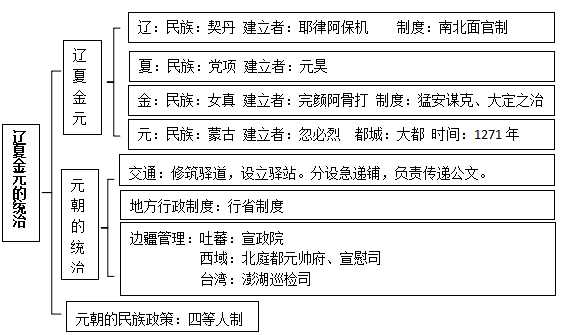 辽夏金元的统治
辽夏金元
辽：民族：契丹 建立者：耶律阿保机 制度：南北面官制
夏：民族：党项 建立者：元昊
金：民族：女真 建立者：完颜阿骨打 制度：猛安谋克、大定之治
元：民族：蒙古 建立者：忽必烈 都城：大都 时间：1271年
元朝的统治
交通：修筑驿道，设立驿站。分设急递铺，负责传递公文。
地方行政制度：行省制度
边疆管理：吐蕃：宣政院
西域：北庭都元帅府、宣慰司
台湾：澎湖巡检司
元朝的民族政策：四等人制